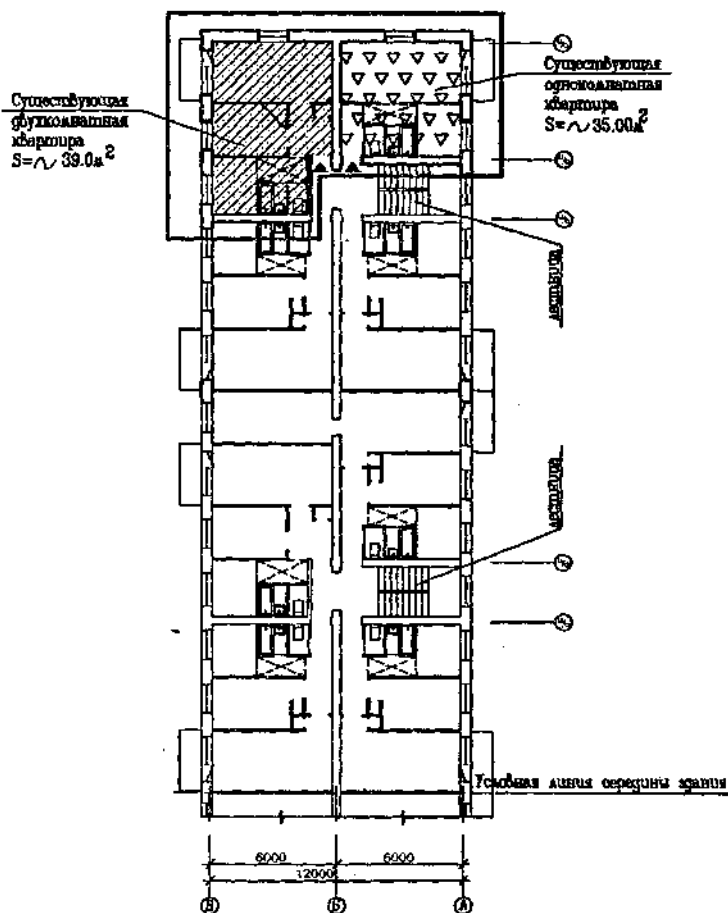 Существующая
двухкомнатная
квартира
S=~ 39.0м²
Существующая
однокомнатная
квартира
S=~ 35.00м²
лестница
лестница
Условная линия середины здания
6000
6000
12000
В
Б
А